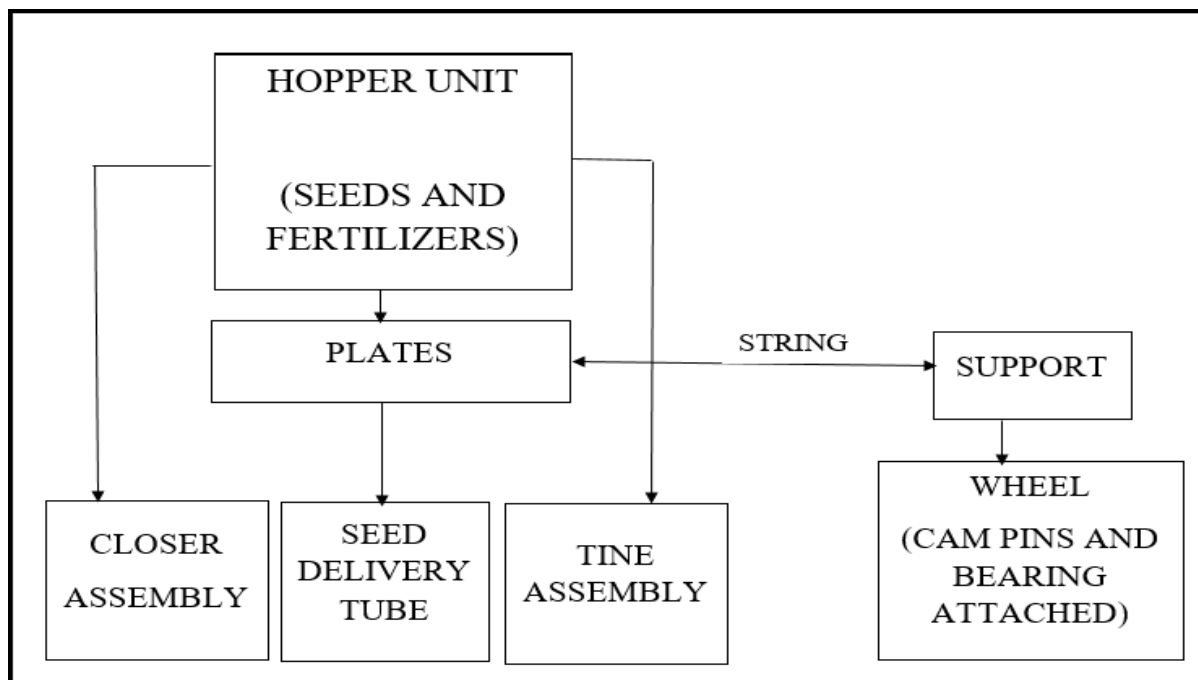 HOPPER UNIT
(SEEDS AND
FERTILIZERS)
PLATES
STRING
SUPPORT
CLOSER
ASSEMBLY
SEED
DELIVERY
TUBE
TINE
ASSEMBLY
WHEEL
(CAM PINS AND
BEARING
ATTACHED)